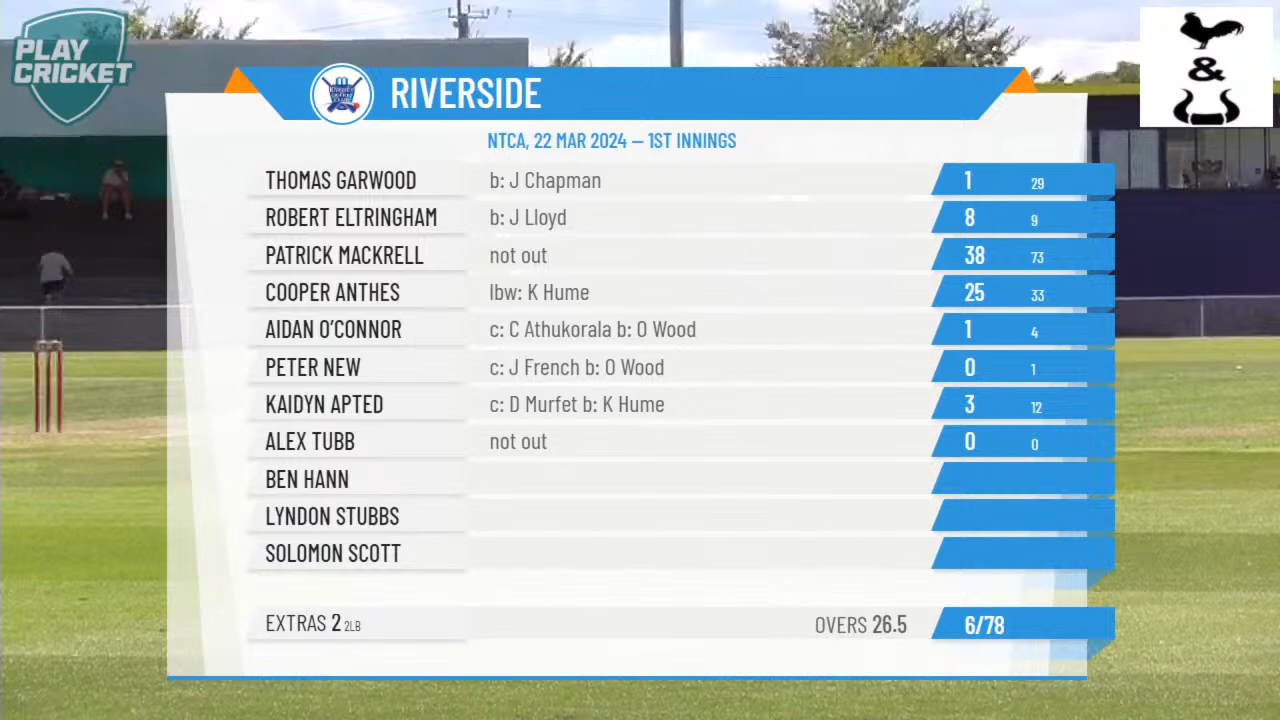 PLAY
CRICKET
RIVERSIDE
&
NTCA, 22 MAR 2024 – 1ST INNINGS
THOMAS GARWOOD b: J Chapman 1 29
ROBERT ELTRINGHAM b: J Lloyd 8 9
PATRICK MACKRELL not out 38 73
COOPER ANTHES lbw: K Hume 25 33
AIDAN O'CONNOR c: C Athukorala b: O Wood 1 4
PETER NEW c: J French b: O Wood 0 1
KAIDYN APTED c: D Murfet b: K Hume 3 12
ALEX TUBB not out 0 0
BEN HANN
LYNDON STUBBS
SOLOMON SCOTT
EXTRAS 2 2LB OVERS 26.5 6/78